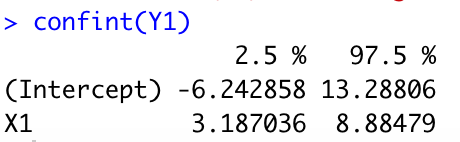 > confint(Y1)
2.5 % 97.5 %
(Intercept) -6.242858 13.28806
X1 3.187036 8.88479